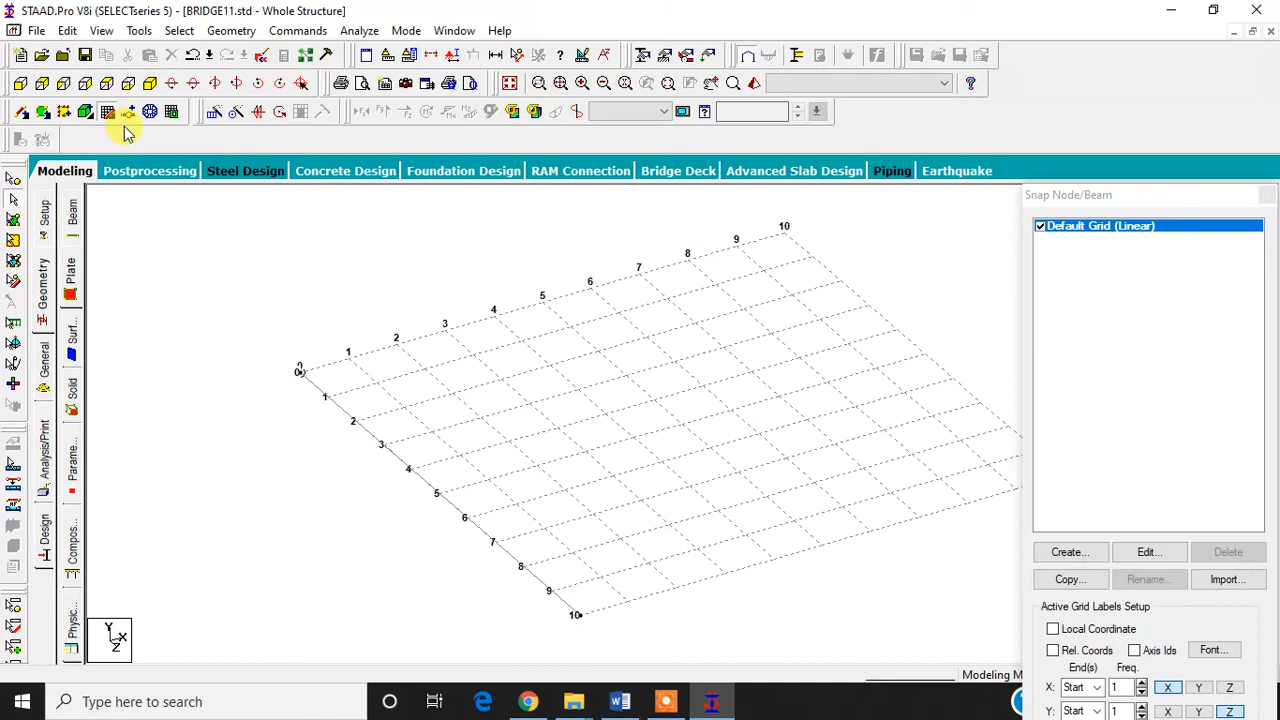 STAAD.Pro V8i (SELECTseries 5) - [BRIDGE11.std - Whole Structure]
File Edit View Tools Select Geometry Commands Analyze Mode Window Help
Modeling Postprocessing Steel Design Concrete Design Foundation Design RAM Connection Bridge Deck Advanced Slab Design Piping Earthquake
Setup
Geometry
General
Analysis/Print
Design
Beam
Plate
Surf...
Solid
Parame...
Compos...
Physic...
10
9
8
7
6
5
4
3
2
1
0
1
2
3
4
5
6
7
8
9
10
Y
X
Z
Snap Node/Beam
Default Grid (Linear)
Create... Edit... Delete
Copy... Rename... Import...
Active Grid Labels Setup
Local Coordinate
Rel. Coords Axis Ids Font...
End(s) Freq.
X: Start 1 X Y Z
Y: Start 1 X Y Z
Modeling M
Type here to search